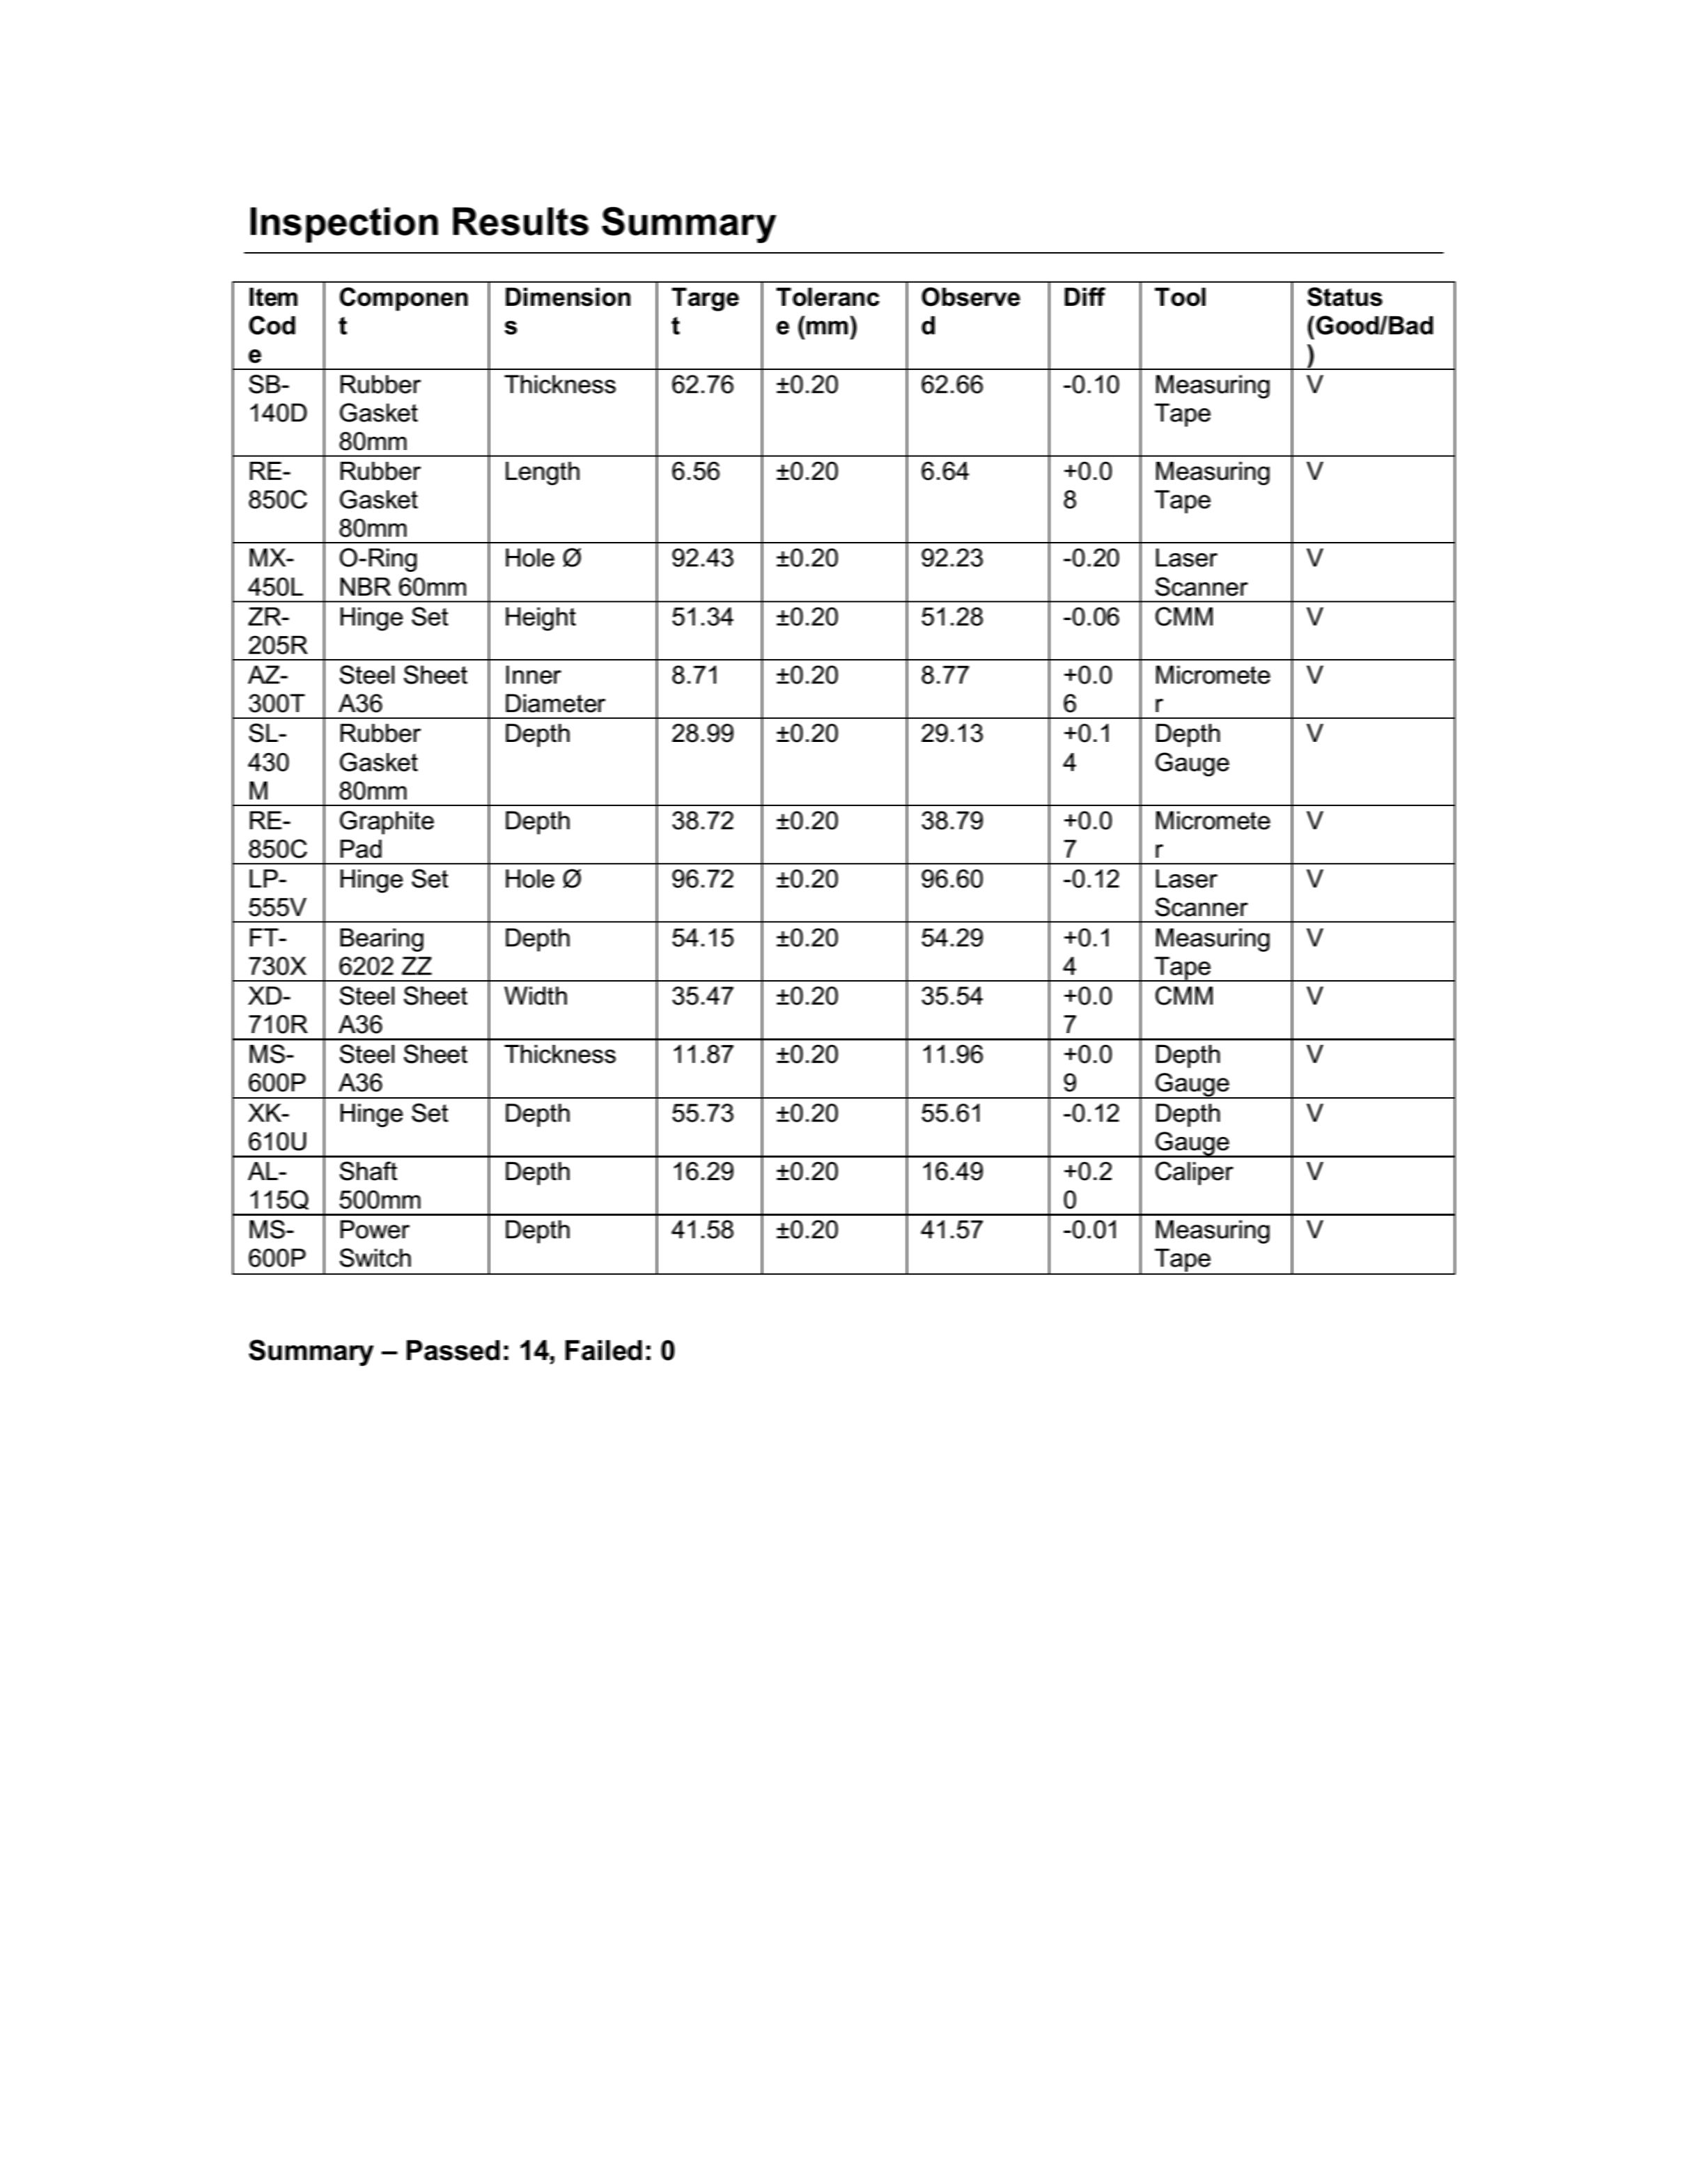 Inspection Results Summary
Item Code | Component | Dimensions | Target | Tolerance (mm) | Observed | Diff | Tool | Status (Good/Bad)
SB-140D | Rubber Gasket 80mm | Thickness | 62.76 | ±0.20 | 62.66 | -0.10 | Measuring Tape | V
RE-850C | Rubber Gasket 80mm | Length | 6.56 | ±0.20 | 6.64 | +0.08 | Measuring Tape | V
MX-450L | O-Ring NBR 60mm | Hole Ø | 92.43 | ±0.20 | 92.23 | -0.20 | Laser Scanner | V
ZR-205R | Hinge Set | Height | 51.34 | ±0.20 | 51.28 | -0.06 | CMM | V
AZ-300T | Steel Sheet A36 | Inner Diameter | 8.71 | ±0.20 | 8.77 | +0.06 | Micrometer | V
SL-430M | Rubber Gasket 80mm | Depth | 28.99 | ±0.20 | 29.13 | +0.14 | Depth Gauge | V
RE-850C | Graphite Pad | Depth | 38.72 | ±0.20 | 38.79 | +0.07 | Micrometer | V
LP-555V | Hinge Set | Hole Ø | 96.72 | ±0.20 | 96.60 | -0.12 | Laser Scanner | V
FT-730X | Bearing 6202 ZZ | Depth | 54.15 | ±0.20 | 54.29 | +0.14 | Measuring Tape | V
XD-710R | Steel Sheet A36 | Width | 35.47 | ±0.20 | 35.54 | +0.07 | CMM | V
MS-600P | Steel Sheet A36 | Thickness | 11.87 | ±0.20 | 11.96 | +0.09 | Depth Gauge | V
XK-610U | Hinge Set | Depth | 55.73 | ±0.20 | 55.61 | -0.12 | Depth Gauge | V
AL-115Q | Shaft 500mm | Depth | 16.29 | ±0.20 | 16.49 | +0.20 | Caliper | V
MS-600P | Power Switch | Depth | 41.58 | ±0.20 | 41.57 | -0.01 | Measuring Tape | V
Summary – Passed: 14, Failed: 0